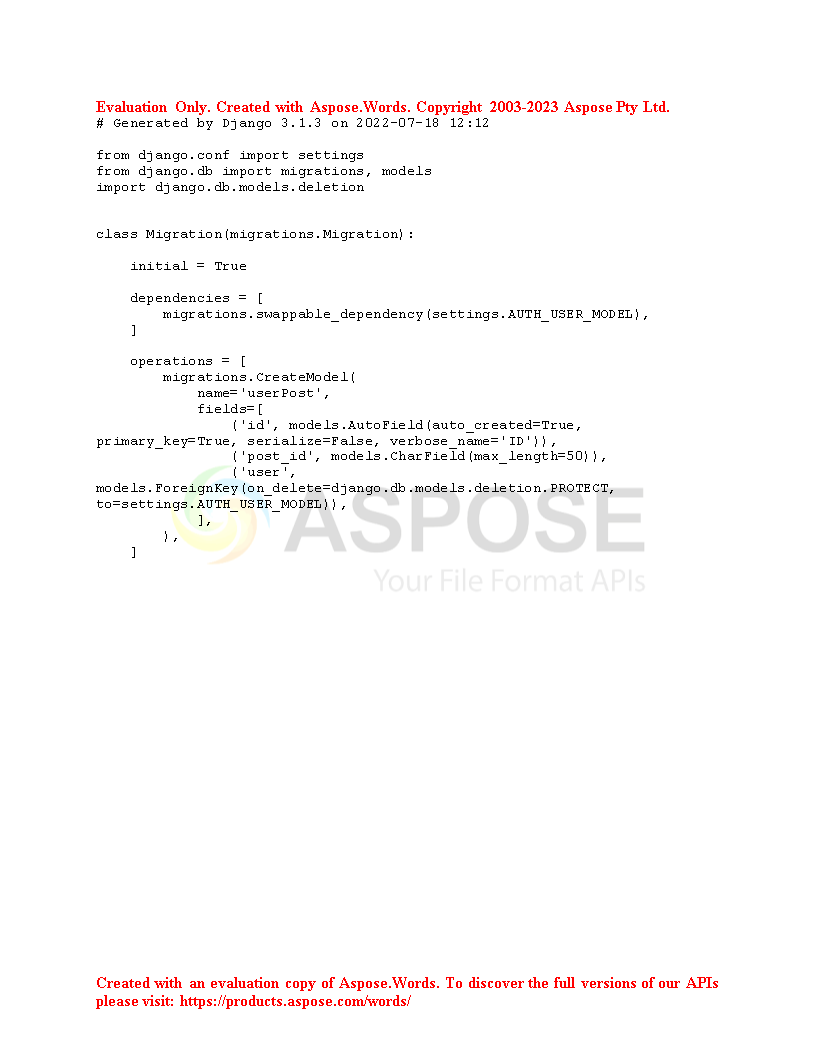 Evaluation Only. Created with Aspose.Words. Copyright 2003-2023 Aspose Pty Ltd.
# Generated by Django 3.1.3 on 2022-07-18 12:12

from django.conf import settings
from django.db import migrations, models
import django.db.models.deletion


class Migration(migrations.Migration):

    initial = True

    dependencies = [
        migrations.swappable_dependency(settings.AUTH_USER_MODEL),
    ]

    operations = [
        migrations.CreateModel(
            name='userPost',
            fields=[
                ('id', models.AutoField(auto_created=True,
primary_key=True, serialize=False, verbose_name='ID')),
                ('post_id', models.CharField(max_length=50)),
                ('user',
models.ForeignKey(on_delete=django.db.models.deletion.PROTECT,
to=settings.AUTH_USER_MODEL)),
            ],
        ),
    ]
ASPOSE
Your File Format APIs
Created with an evaluation copy of Aspose.Words. To discover the full versions of our APIs
please visit: https://products.aspose.com/words/